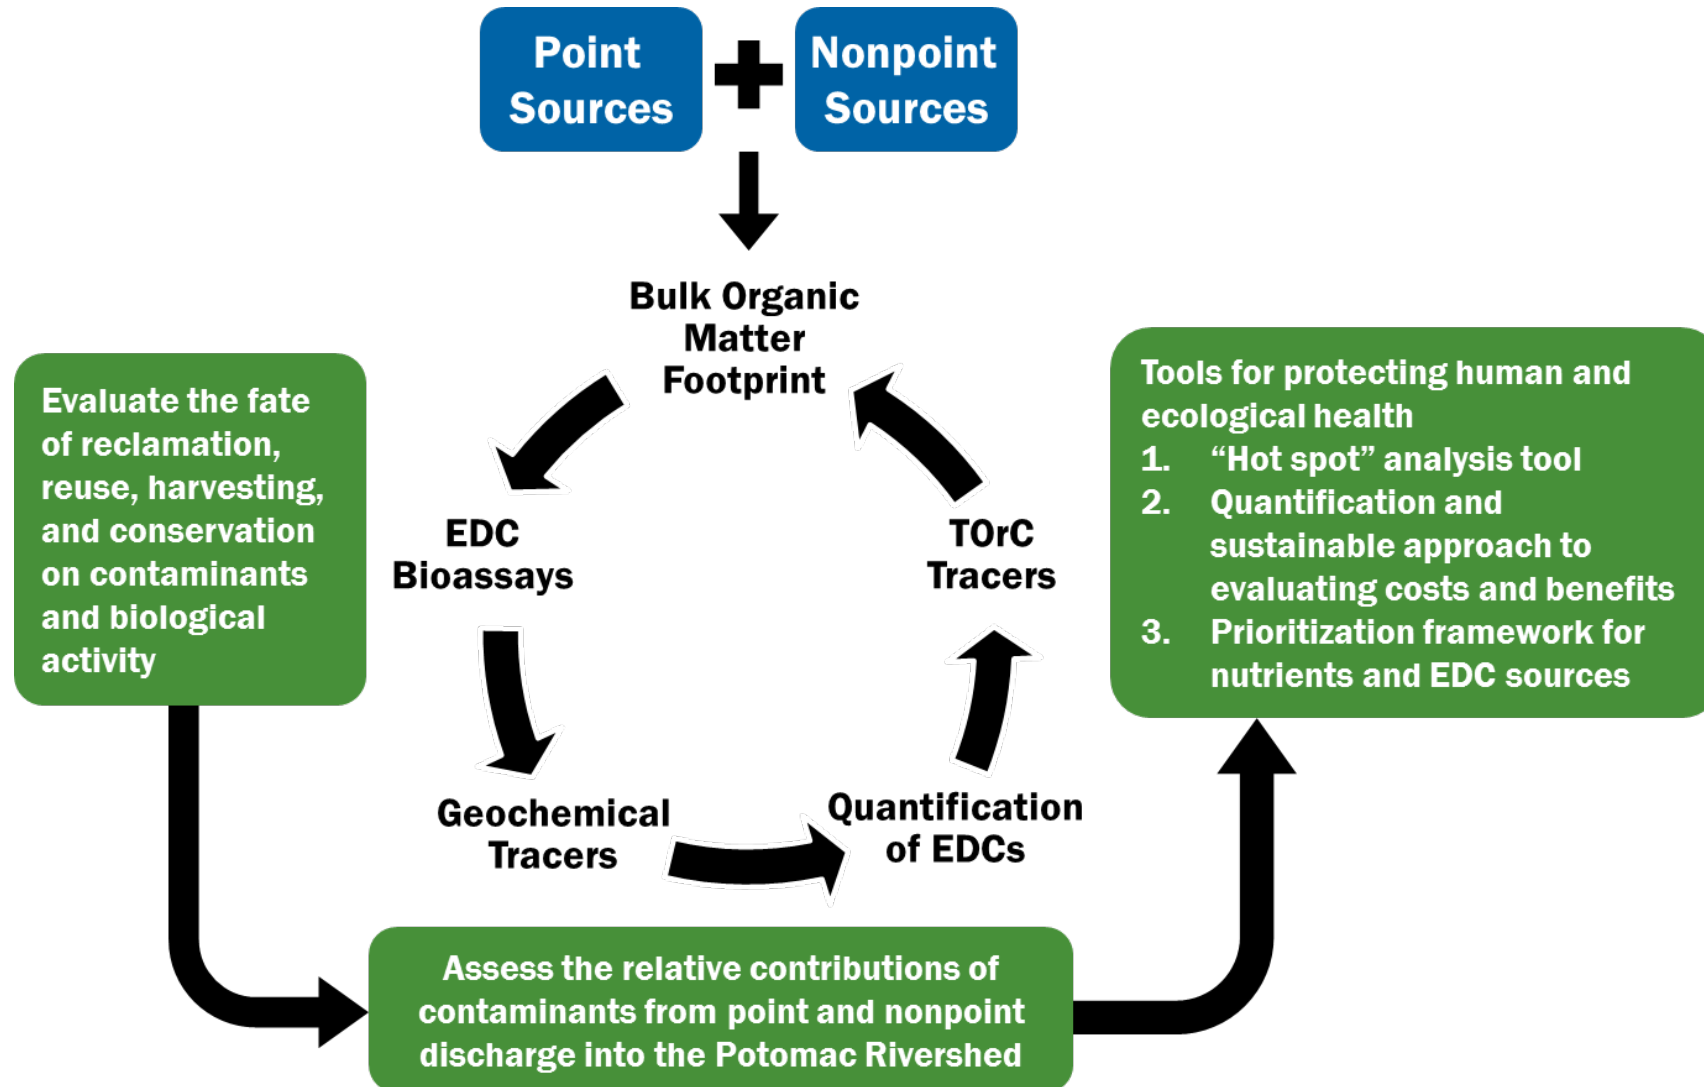 Point
Sources
Nonpoint
Sources
Bulk Organic
Matter
Footprint
EDC
Bioassays
Geochemical
Tracers
Quantification
of EDCs
TOrC
Tracers
Evaluate the fate
of reclamation,
reuse, harvesting,
and conservation
on contaminants
and biological
activity
Assess the relative contributions of
contaminants from point and nonpoint
discharge into the Potomac Rivershed
Tools for protecting human and
ecological health
1. “Hot spot” analysis tool
2. Quantification and
sustainable approach to
evaluating costs and benefits
3. Prioritization framework for
nutrients and EDC sources